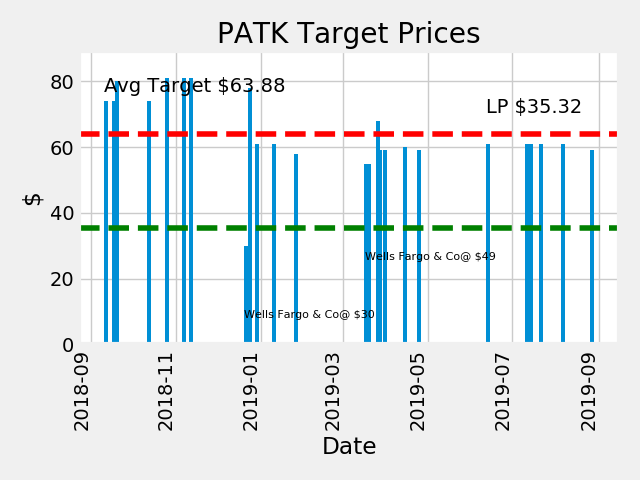 PATK Target Prices
Avg Target $63.88
LP $35.32
Wells Fargo & Co@ $49
Wells Fargo & Co@ $30
$
80
60
40
20
0
2018-09
2018-11
2019-01
2019-03
2019-05
2019-07
2019-09
Date